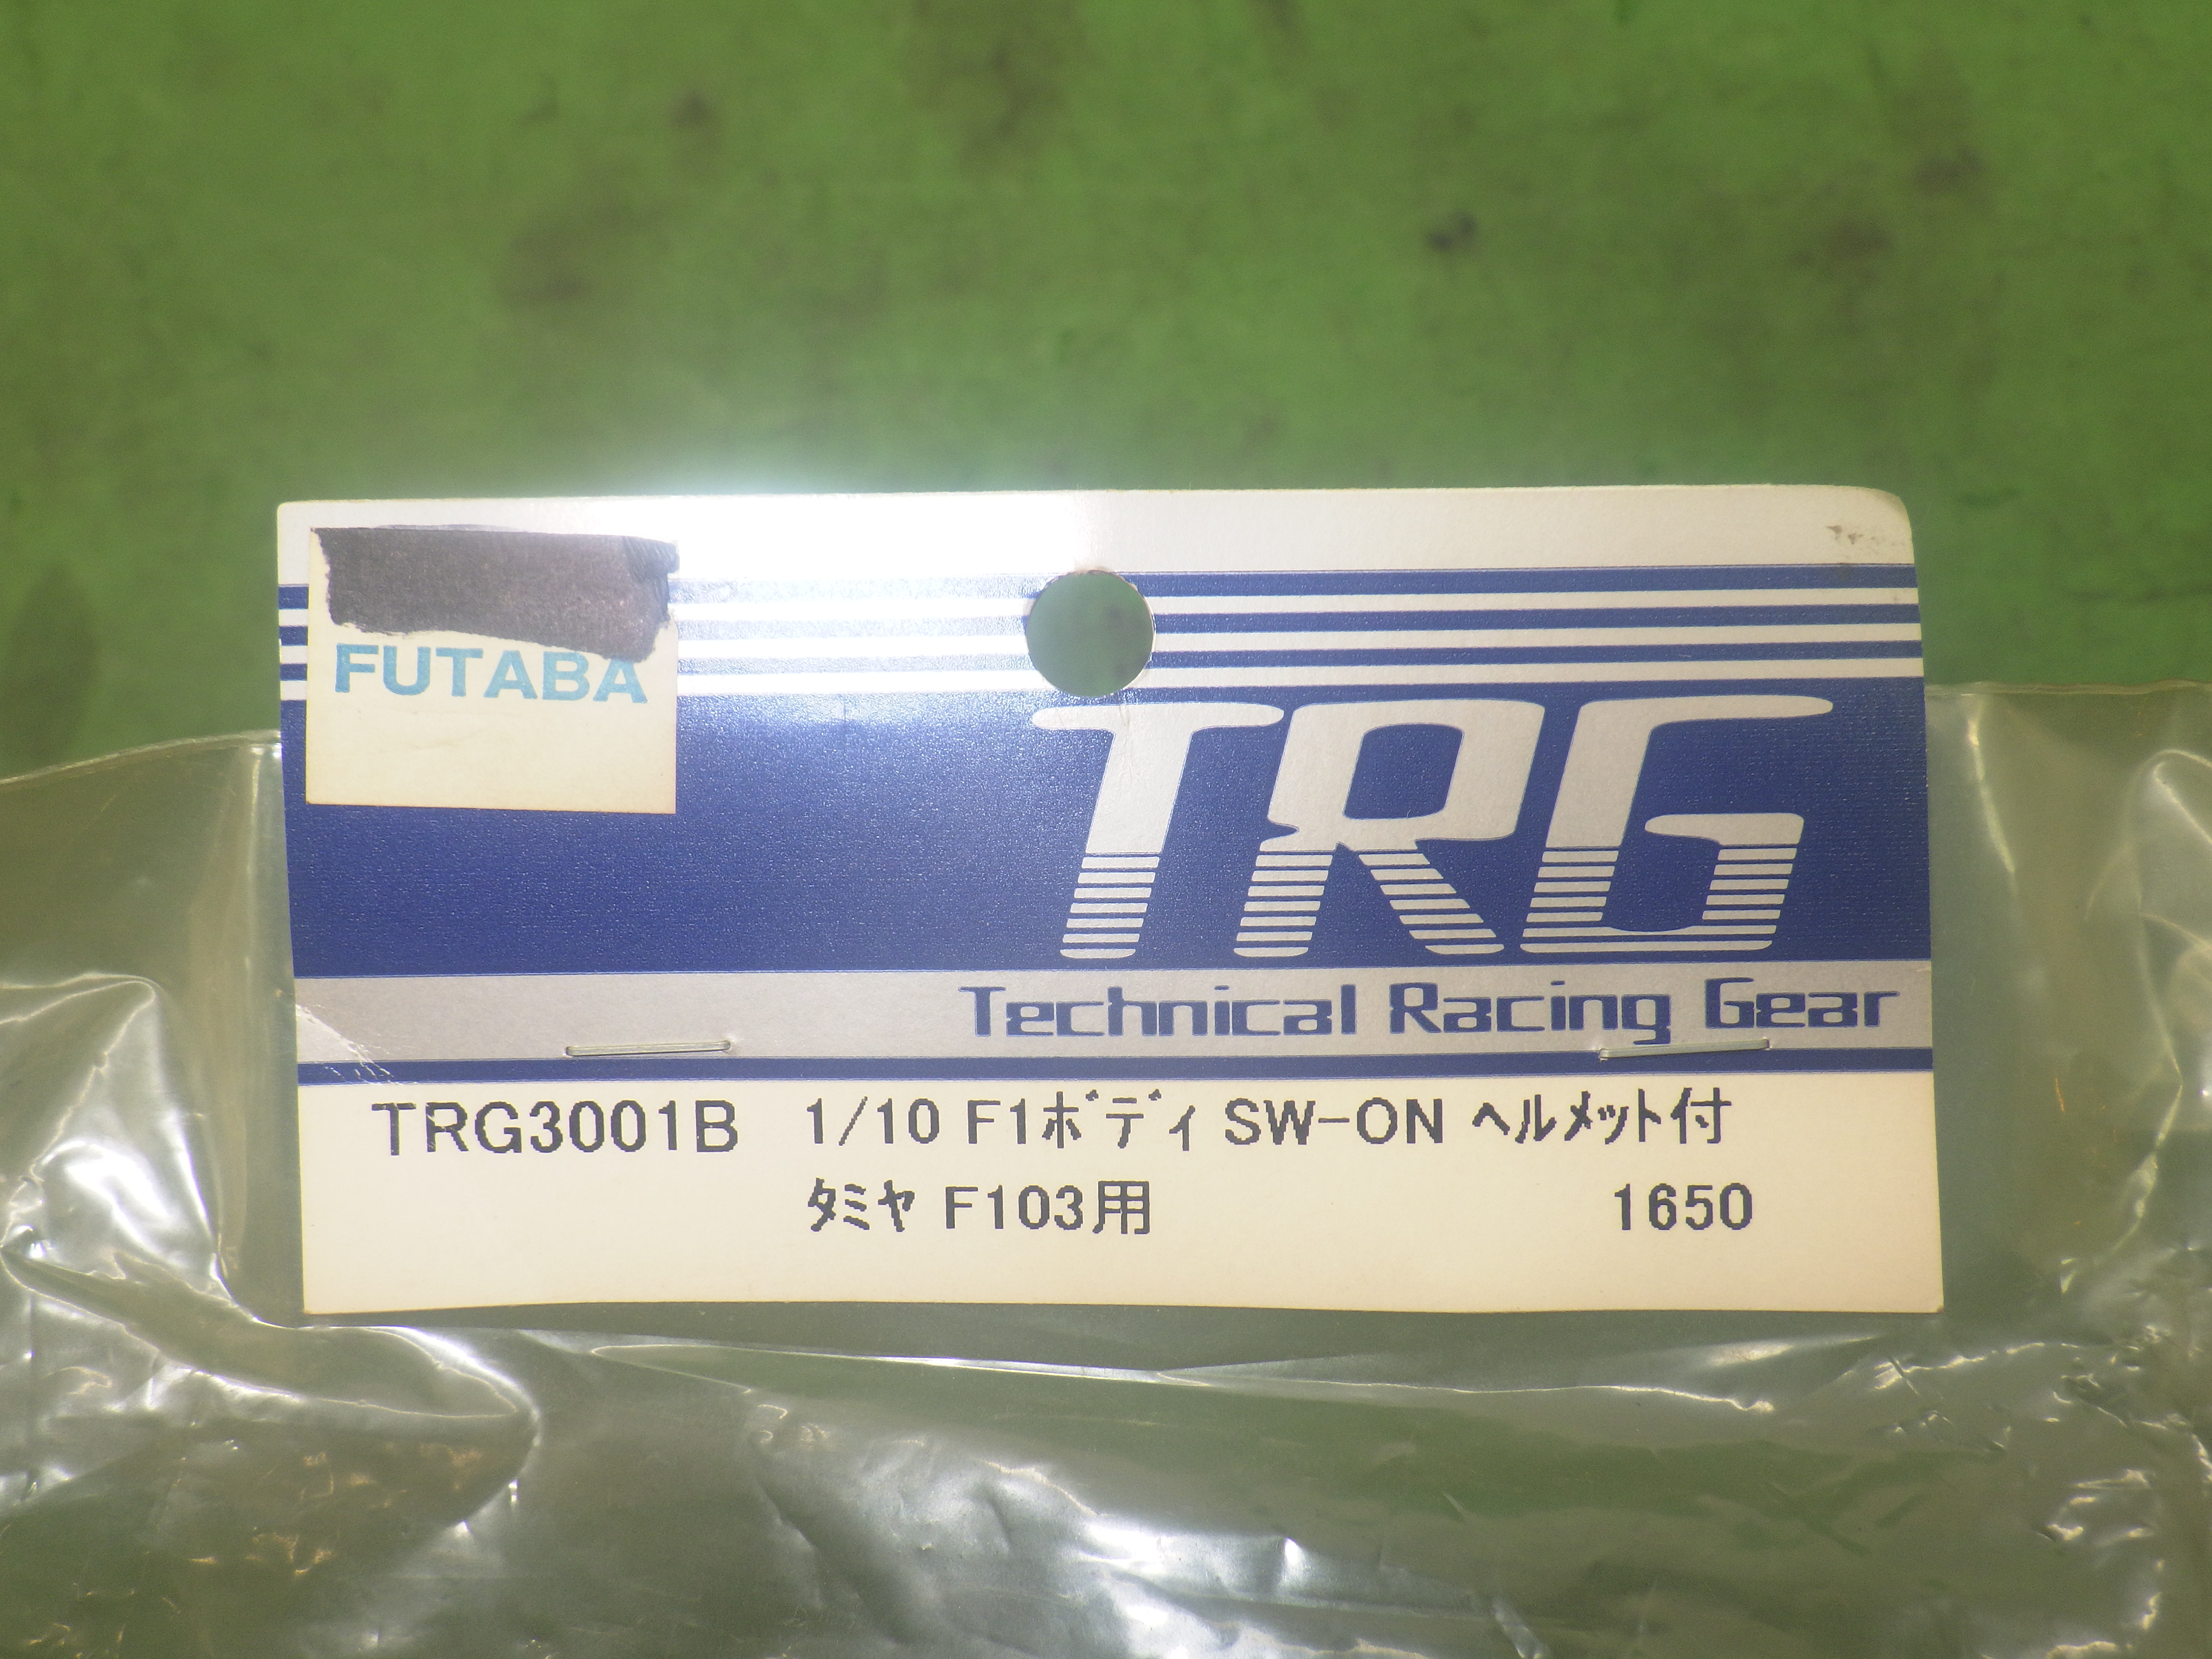 FUTABA
TRG
Technical Racing Gear
TRG3001B 1/10 F1ﾎﾞﾃﾞｨ SW-ON ﾍﾙﾒｯﾄ付
ﾀﾐﾔ F103用 1650